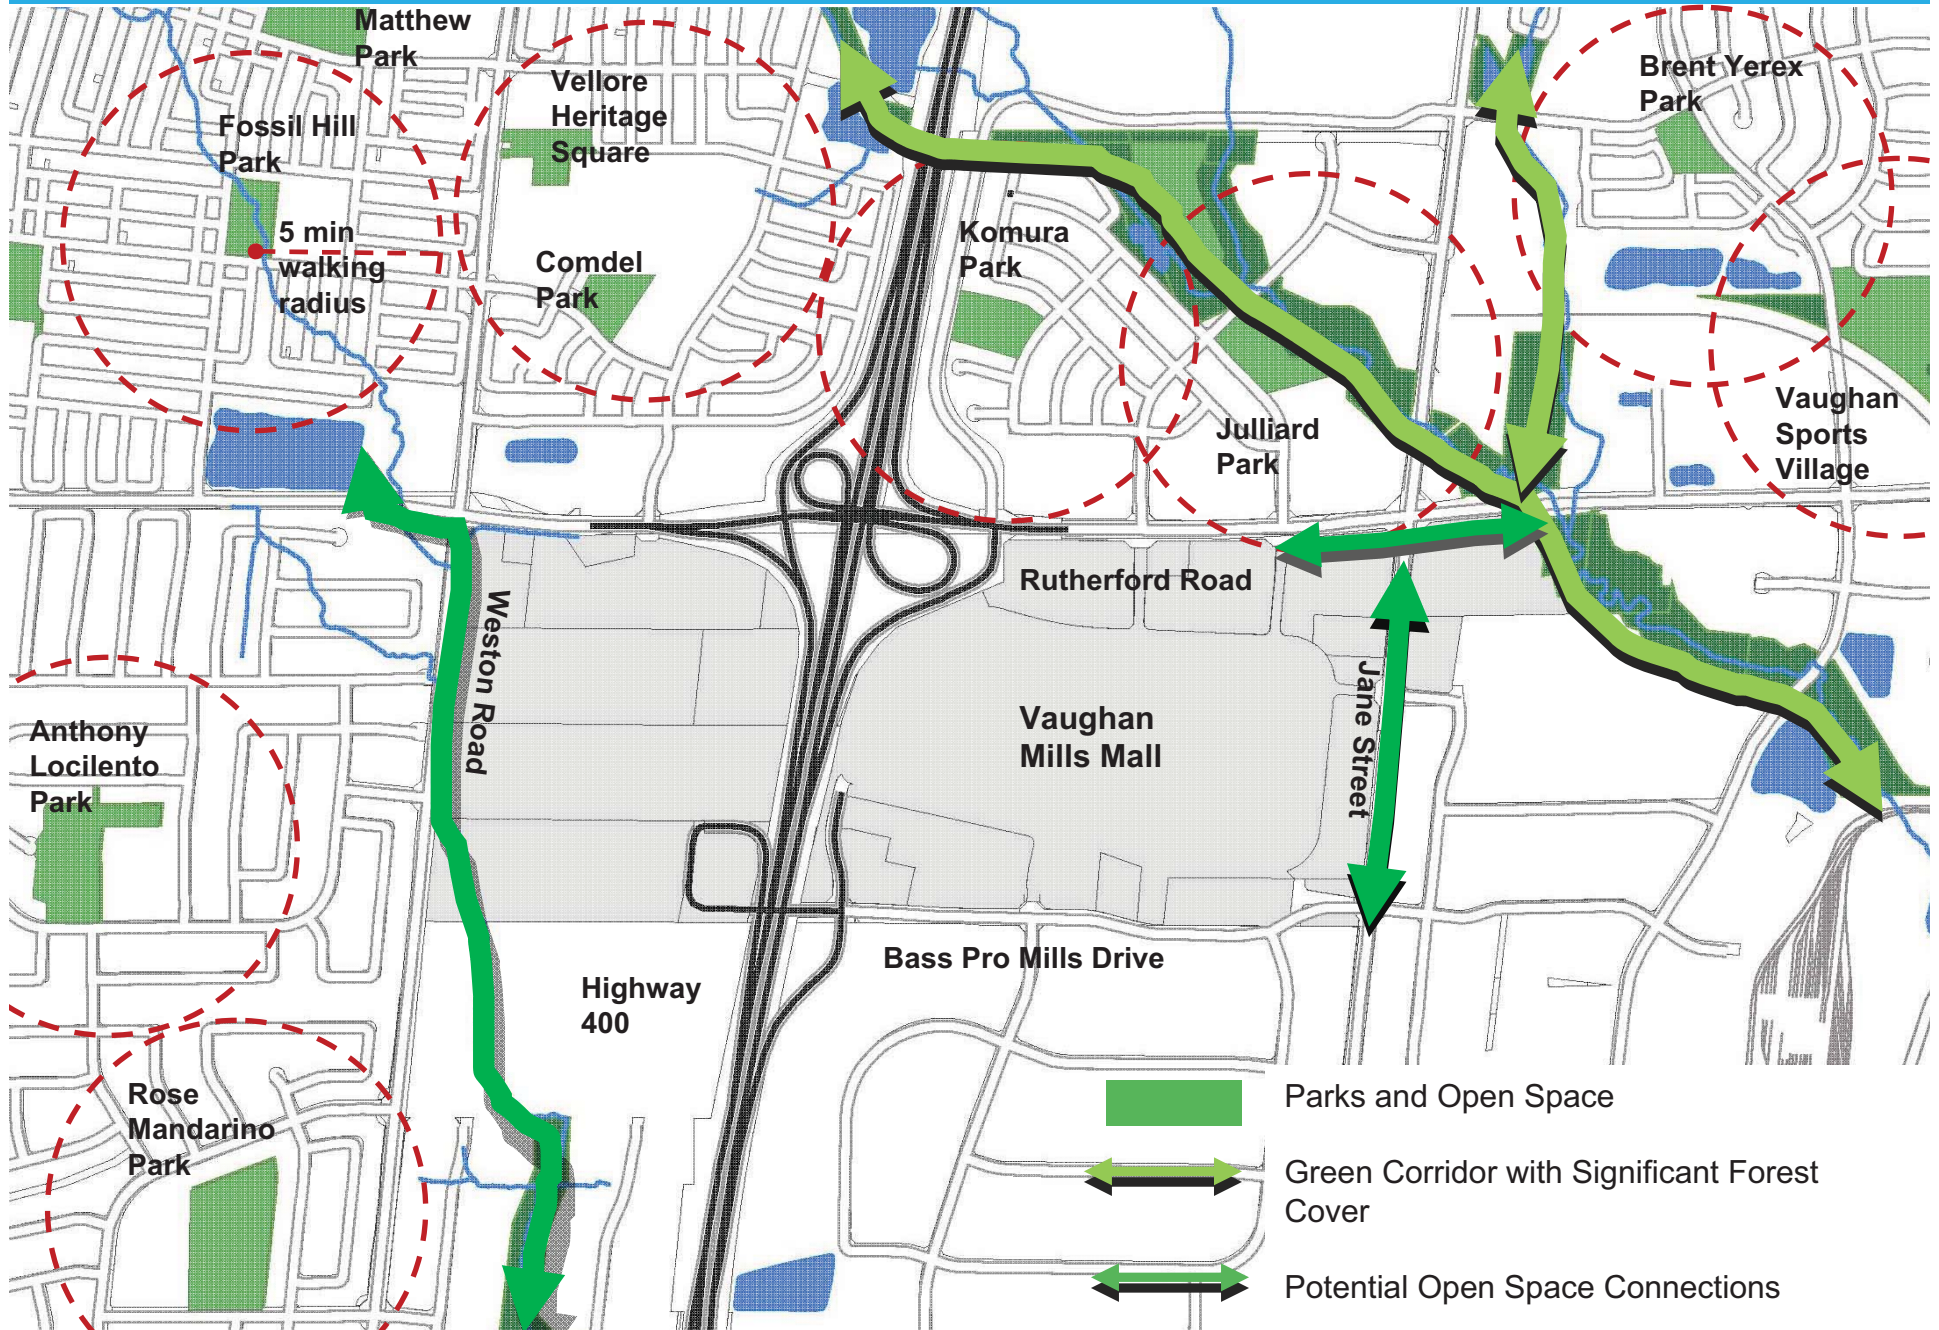 Matthew
Park
Vellore
Heritage
Square
Brent Yerex
Park
Fossil Hill
Park
5 min
walking
radius
Comdel
Park
Komura
Park
Julliard
Park
Vaughan
Sports
Village
Rutherford Road
Weston Road
Jane Street
Vaughan
Mills Mall
Anthony
Locilento
Park
Bass Pro Mills Drive
Highway
400
Rose
Mandarino
Park
Parks and Open Space
Green Corridor with Significant Forest
Cover
Potential Open Space Connections